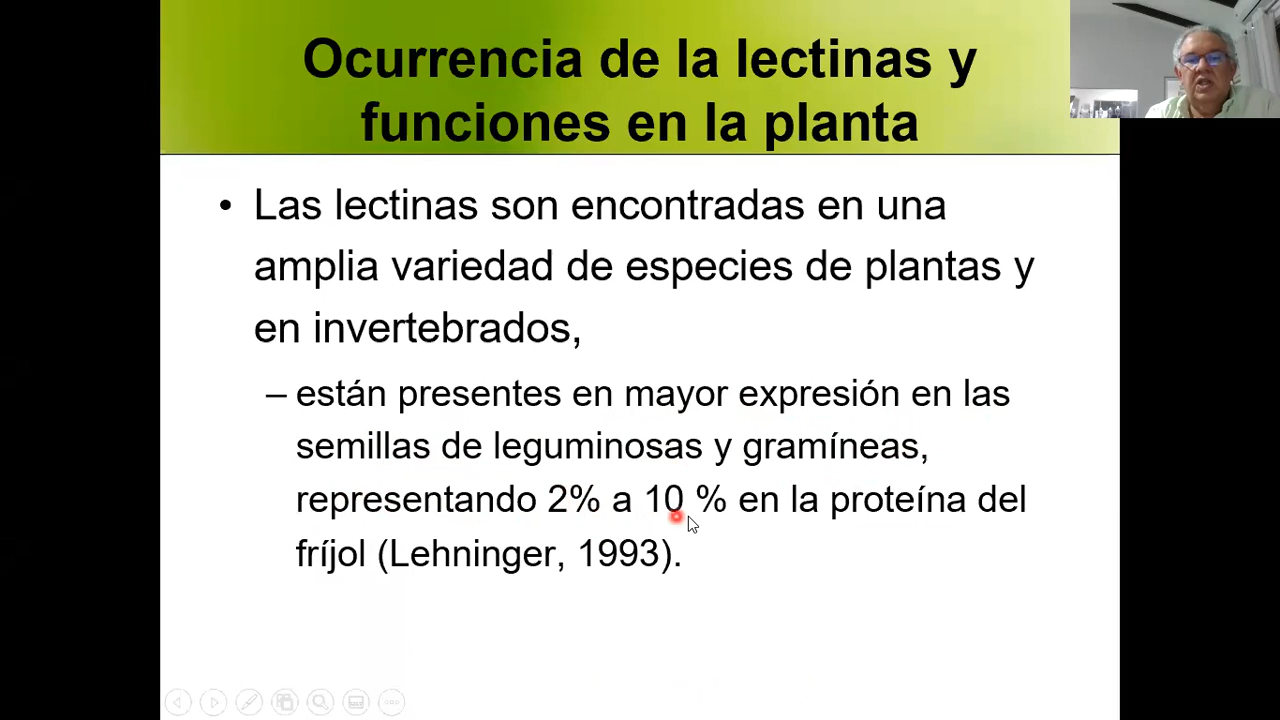 Ocurrencia de la lectinas y
funciones en la planta
• Las lectinas son encontradas en una
amplia variedad de especies de plantas y
en invertebrados,
– están presentes en mayor expresión en las
semillas de leguminosas y gramíneas,
representando 2% a 10 % en la proteína del
fríjol (Lehninger, 1993).